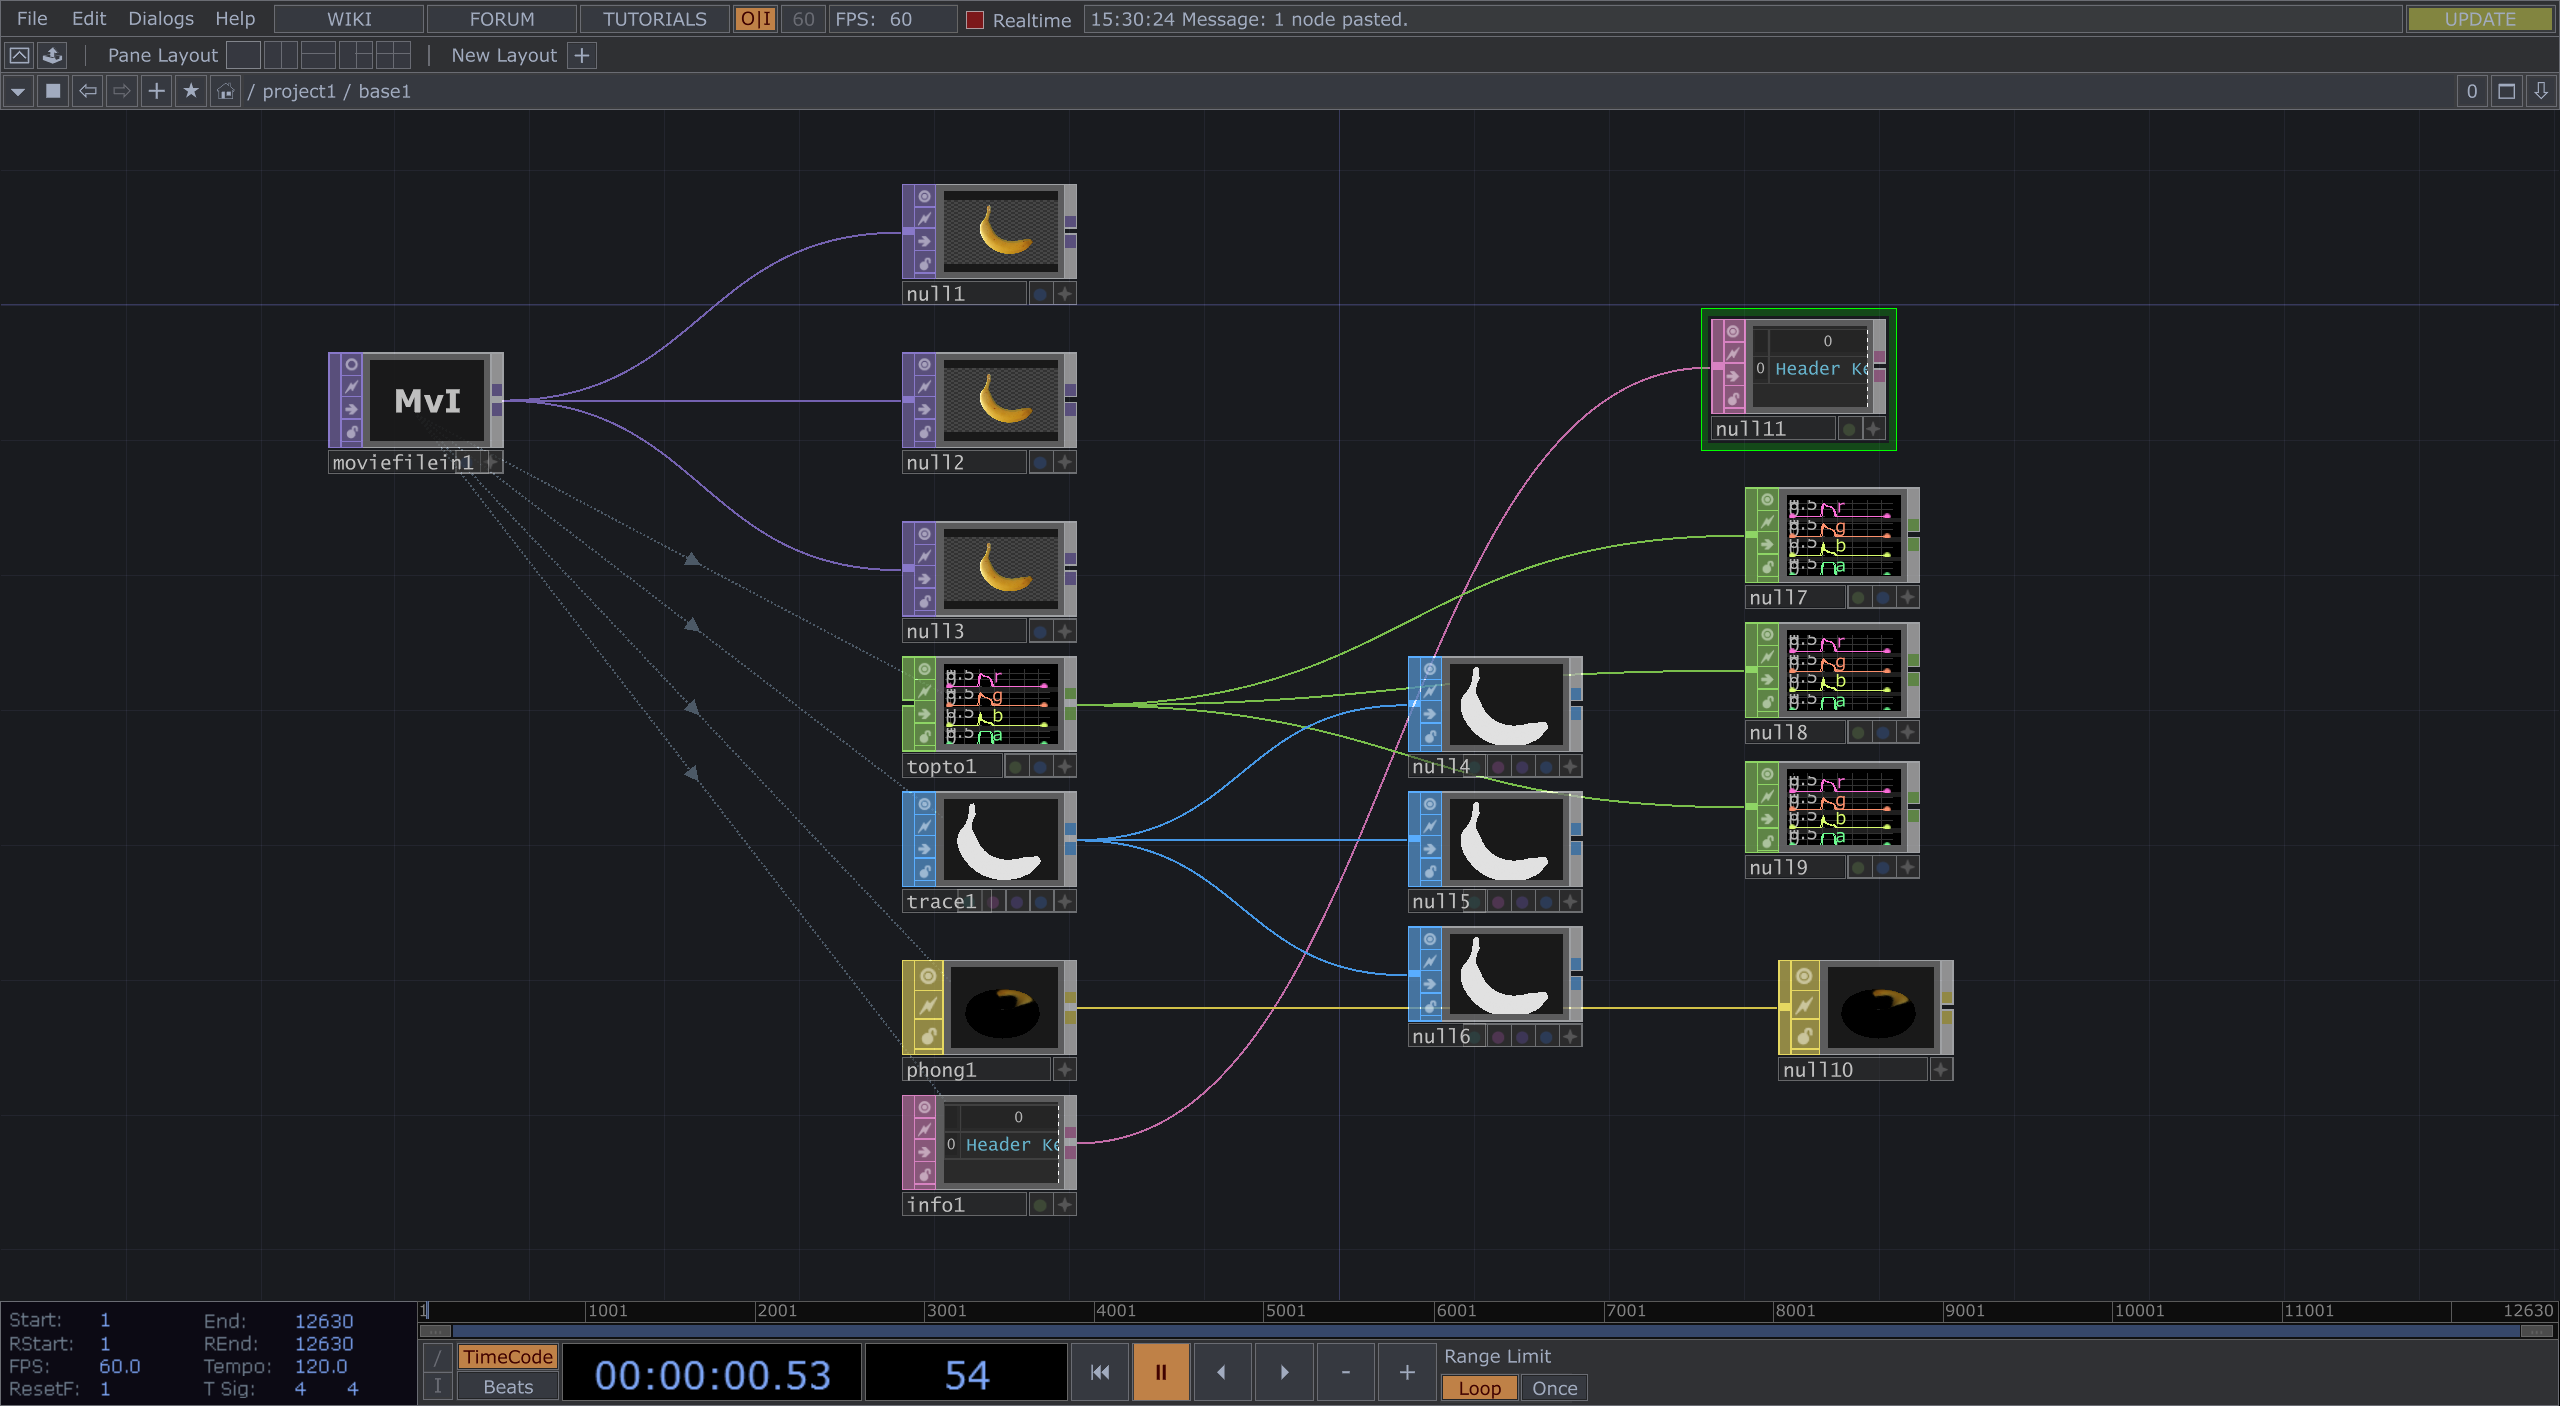 File Edit Dialogs Help WIKI FORUM TUTORIALS O|I 60 FPS: 60 Realtime 15:30:24 Message: 1 node pasted. UPDATE
Pane Layout New Layout +
/ project1 / base1 0
null1
MvI
moviefilein1
null2
0
0 Header Ke
null11
null3
r
g
b
a
null7
r
g
b
a
null8
r
g
b
a
topto1
null4
r
g
b
a
null9
trace1
null5
null6
phong1
null10
0
0 Header Ke
info1
1 1001 2001 3001 4001 5001 6001 7001 8001 9001 10001 11001 12630
Start: 1 End: 12630
RStart: 1 REnd: 12630
FPS: 60.0 Tempo: 120.0
ResetF: 1 T Sig: 4 4
/ TimeCode
I Beats
00:00:00.53 54 - +
Range Limit
Loop Once